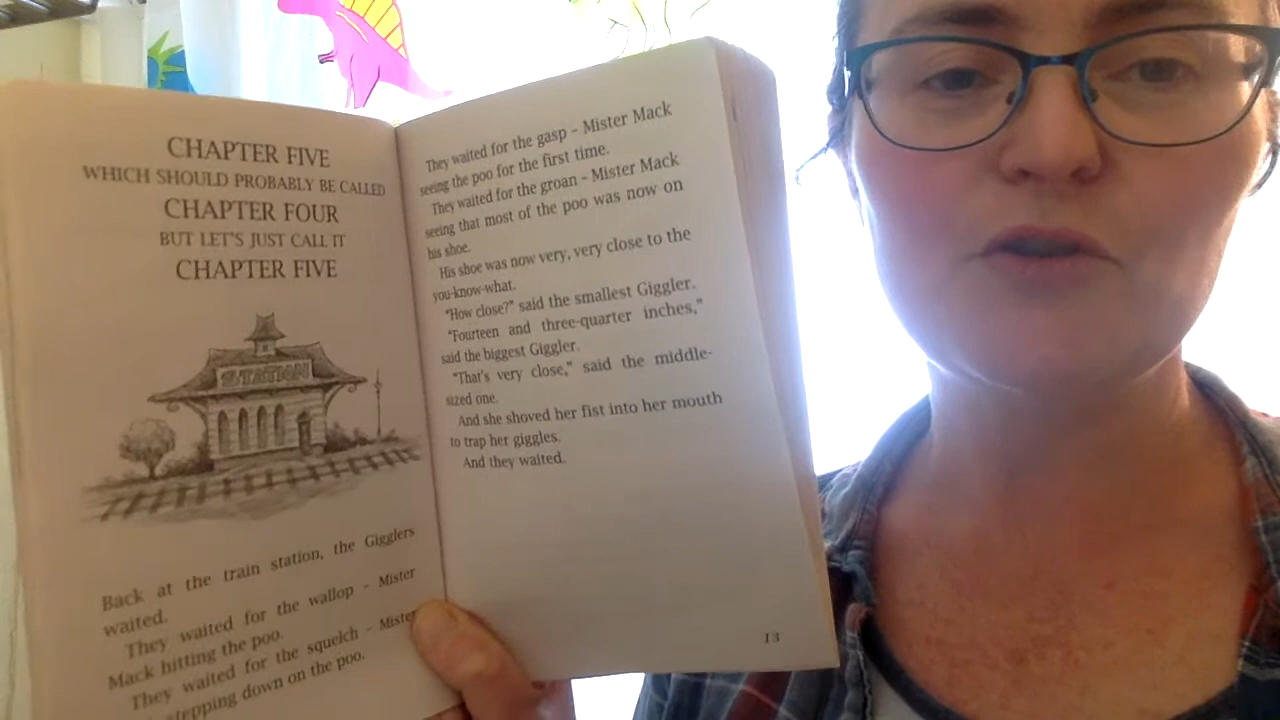 CHAPTER FIVE
WHICH SHOULD PROBABLY BE CALLED
CHAPTER FOUR
BUT LET'S JUST CALL IT
CHAPTER FIVE
STATION
Back at the train station, the Gigglers
waited.
They waited for the wallop – Mister
Mack hitting the poo.
They waited for the squelch – Mister
stepping down on the poo.
They waited for the gasp – Mister Mack
seeing the poo for the first time.
They waited for the groan – Mister Mack
seeing that most of the poo was now on
his shoe.
His shoe was now very, very close to the
you-know-what.
"How close?" said the smallest Giggler.
"Fourteen and three-quarter inches,"
said the biggest Giggler.
"That's very close," said the middle-
sized one.
And she shoved her fist into her mouth
to trap her giggles.
And they waited.
13